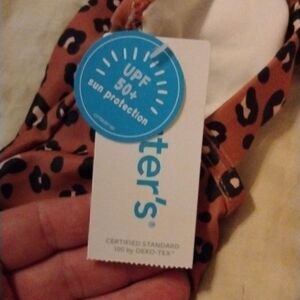 UPF
50+
sun protection
ter's®
CERTIFIED STANDARD
100 by OEKO-TEX®